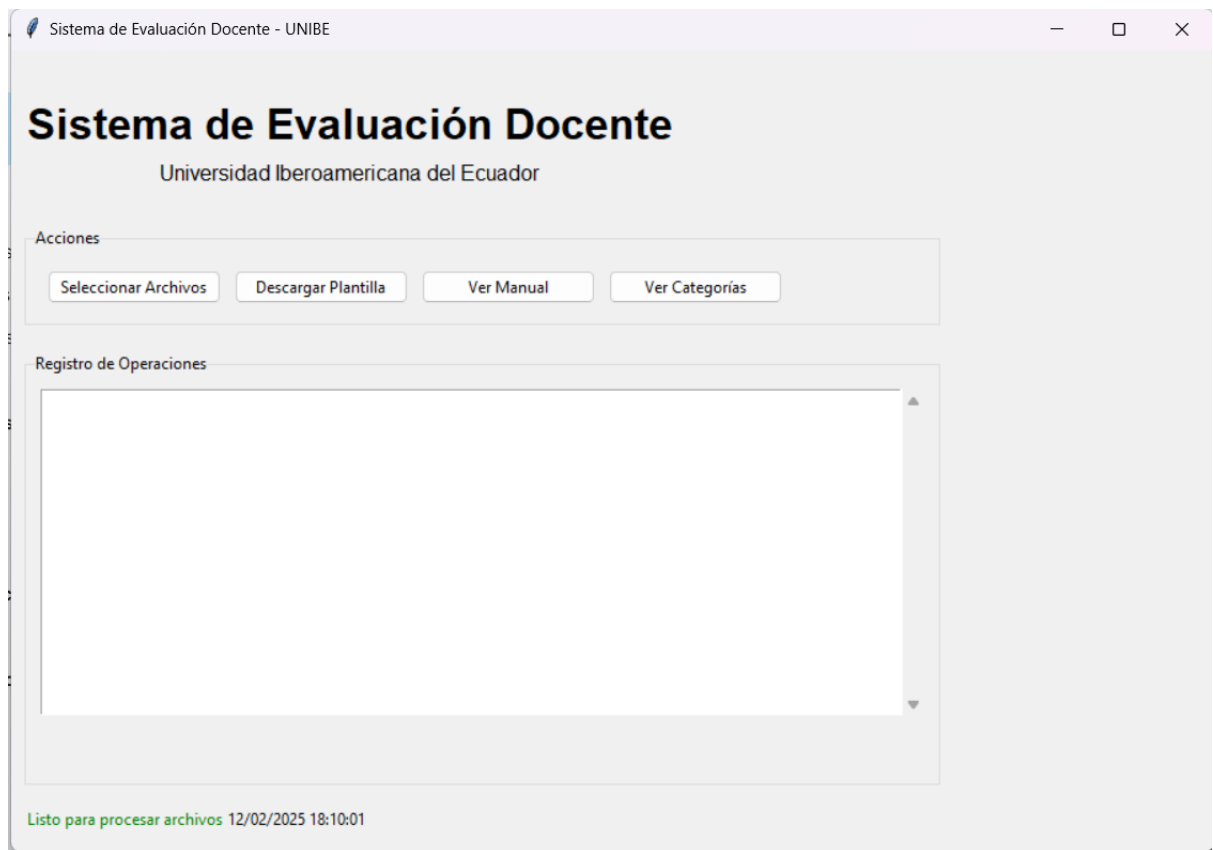 Sistema de Evaluación Docente - UNIBE
Sistema de Evaluación Docente
Universidad Iberoamericana del Ecuador
Acciones
Seleccionar Archivos Descargar Plantilla Ver Manual Ver Categorías
Registro de Operaciones
Listo para procesar archivos 12/02/2025 18:10:01